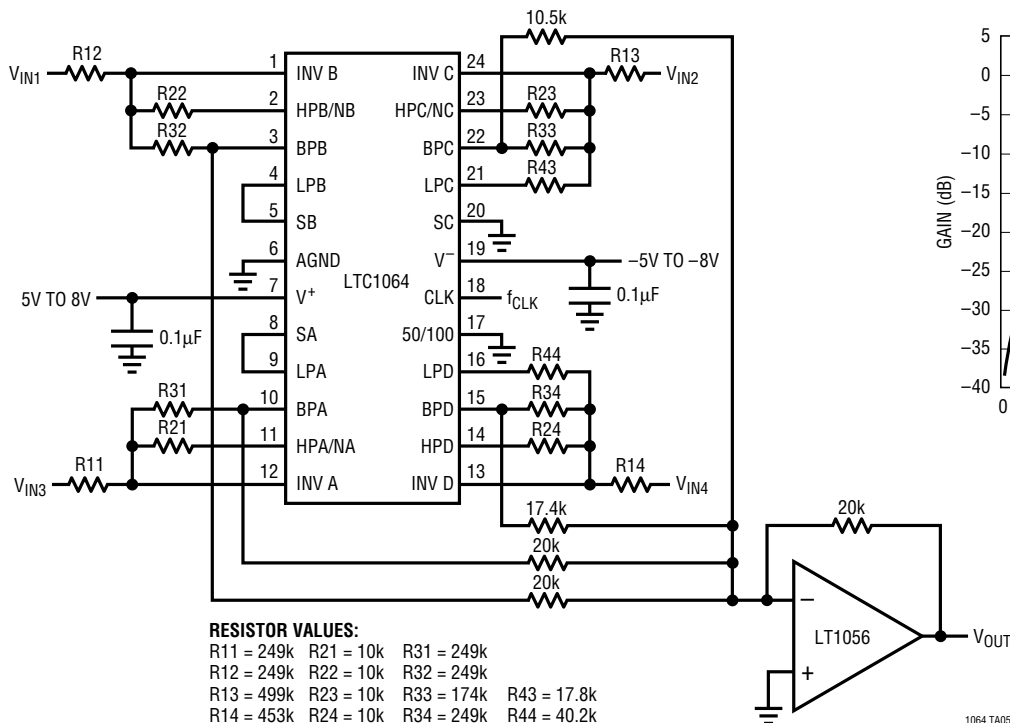 10.5k
R12
V_IN1
1 INV B
INV C 24
R13
V_IN2
R22
2 HPB/NB
HPC/NC 23
R23
R32
3 BPB
BPC 22
R33
4 LPB
LPC 21
R43
5 SB
SC 20
6 AGND
V– 19
–5V TO –8V
LTC1064
5V TO 8V
7 V+
CLK 18
fCLK
0.1µF
0.1µF
8 SA
50/100 17
9 LPA
LPD 16
R44
R31
10 BPA
BPD 15
R34
R21
11 HPA/NA
HPD 14
R24
R11
V_IN3
12 INV A
INV D 13
R14
V_IN4
17.4k
20k
20k
20k
–
+
LT1056
V_OUT
RESISTOR VALUES:
R11 = 249k R21 = 10k R31 = 249k
R12 = 249k R22 = 10k R32 = 249k
R13 = 499k R23 = 10k R33 = 174k R43 = 17.8k
R14 = 453k R24 = 10k R34 = 249k R44 = 40.2k
GAIN (dB)
5
0
–5
–10
–15
–20
–25
–30
–35
–40
0
1064 TA05